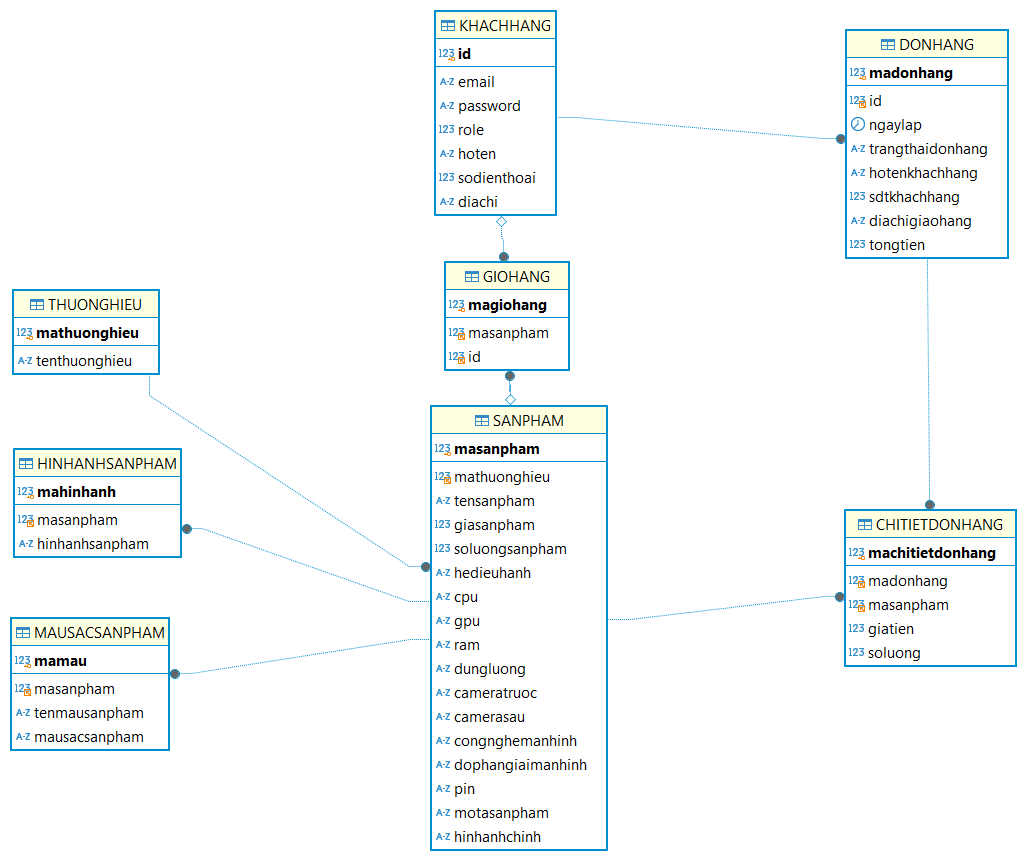 KHACHHANG
123 id
A-Z email
A-Z password
123 role
A-Z hoten
123 sodienthoai
A-Z diachi
DONHANG
123 madonhang
123 id
ngaylap
A-Z trangthaidonhang
A-Z hotenkhachhang
123 sdtkhachhang
A-Z diachigiaohang
123 tongtien
GIOHANG
123 magiohang
123 masanpham
123 id
THUONGHIEU
123 mathuonghieu
A-Z tenthuonghieu
HINHANHSANPHAM
123 mahinhanh
123 masanpham
A-Z hinhanhsanpham
MAUSACSANPHAM
123 mamau
123 masanpham
A-Z tenmausanpham
A-Z mausacsanpham
SANPHAM
123 masanpham
123 mathuonghieu
A-Z tensanpham
123 giasanpham
123 soluongsanpham
A-Z hedieuhanh
A-Z cpu
A-Z gpu
A-Z ram
A-Z dungluong
A-Z cameratruoc
A-Z camerasau
A-Z congnghemanhinh
A-Z dophangiaimanhinh
A-Z pin
A-Z motasanpham
A-Z hinhanhchinh
CHITIETDONHANG
123 machitietdonhang
123 madonhang
123 masanpham
123 giatien
123 soluong